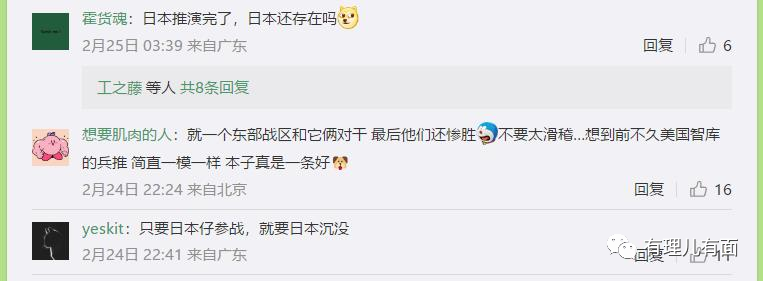 霍货魂：日本推演完了，日本还存在吗
2月25日 03:39 来自广东
回复 6
工之藤 等人 共8条回复
想要肌肉的人：就一个东部战区和它俩对干 最后他们还惨胜 不要太滑稽...想到前不久美国智库
的兵推 简直一模一样 本子真是一条好
2月24日 22:24 来自北京
回复 16
yeskit：只要日本仔参战，就要日本沉没
2月24日 22:41 来自广东
回复
有理儿有面